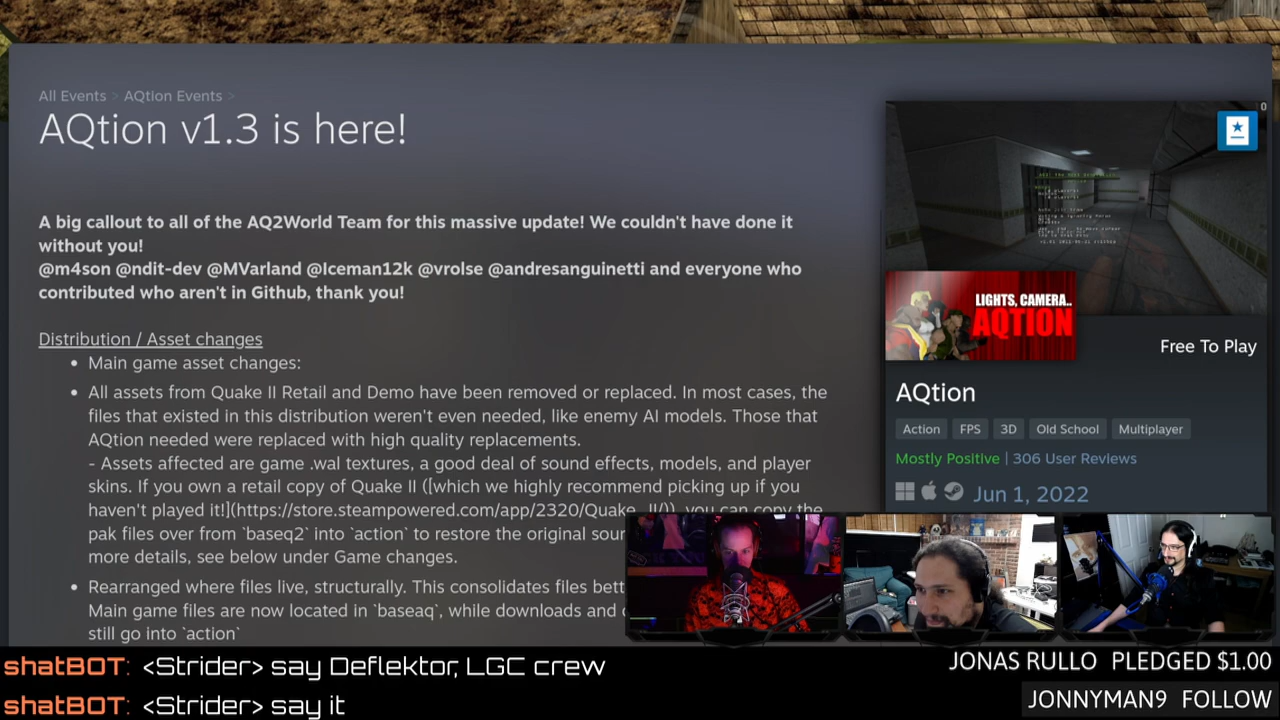 All Events > AQtion Events >
AQtion v1.3 is here!
A big callout to all of the AQ2World Team for this massive update! We couldn't have done it
without you!
@m4son @ndit-dev @MVarland @Iceman12k @vrolse @andresanguinetti and everyone who
contributed who aren't in Github, thank you!
Distribution / Asset changes
• Main game asset changes:
• All assets from Quake II Retail and Demo have been removed or replaced. In most cases, the
files that existed in this distribution weren't even needed, like enemy AI models. Those that
AQtion needed were replaced with high quality replacements.
- Assets affected are game .wal textures, a good deal of sound effects, models, and player
skins. If you own a retail copy of Quake II ([which we highly recommend picking up if you
haven't played it!](https://store.steampowered.com/app/2320/Quake_II/)), you can copy the
pak files over from `baseq2` into `action` to restore the original
more details, see below under Game changes.
• Rearranged where files live, structurally. This consolidates files
Main game files are now located in `baseaq`, while downloads and
still go into `action`
0
LIGHTS, CAMERA..
AQTION
Free To Play
AQtion
Action FPS 3D Old School Multiplayer
Mostly Positive | 306 User Reviews
Jun 1, 2022
shatBOT: <Strider> say Deflektor, LGC crew
shatBOT: <Strider> say it
JONAS RULLO PLEDGED $1.00
JONNYMAN9 FOLLOW